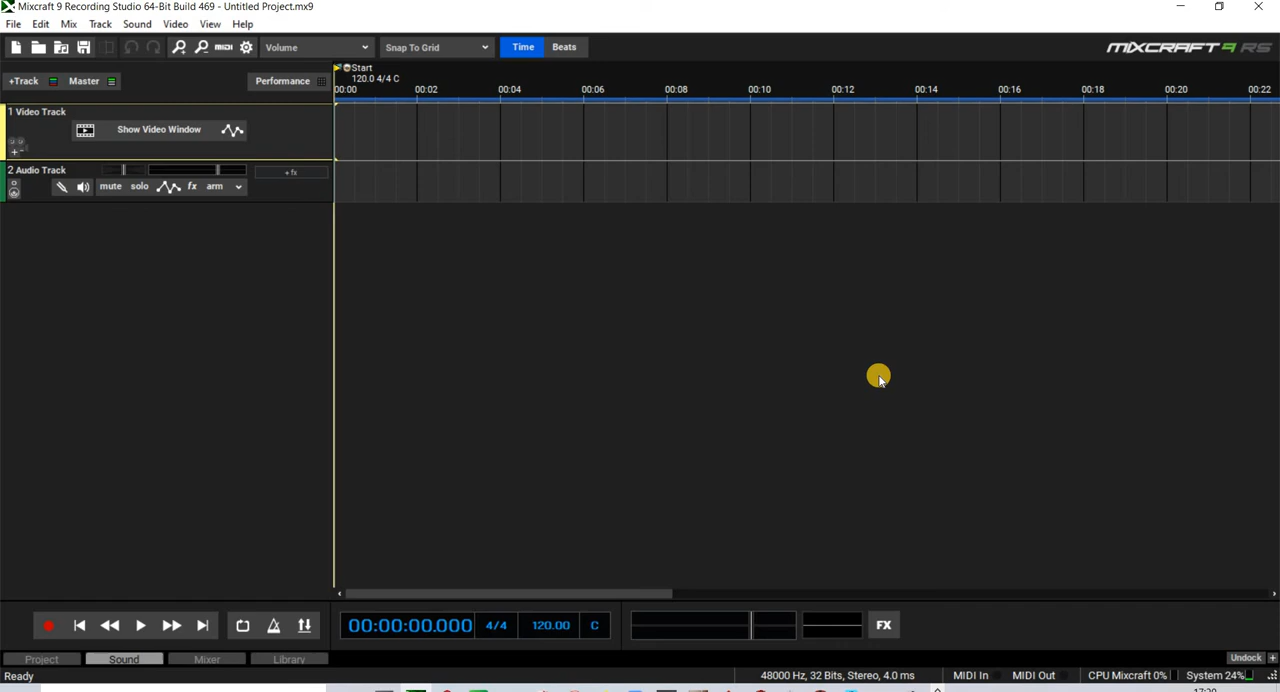 Mixcraft 9 Recording Studio 64-Bit Build 469 - Untitled Project.mx9
File Edit Mix Track Sound Video View Help
MIDI Volume Snap To Grid Time Beats MIXCRAFT 9 RS
+Track Master Performance
Start
120.0 4/4 C
00:00 00:02 00:04 00:06 00:08 00:10 00:12 00:14 00:16 00:18 00:20 00:22
1 Video Track
Show Video Window
2 Audio Track
+fx
mute solo fx arm
00:00:00.000 4/4 120.00 C FX
Project Sound Mixer Library Undock +
Ready 48000 Hz, 32 Bits, Stereo, 4.0 ms MIDI In MIDI Out CPU Mixcraft 0% System 24%